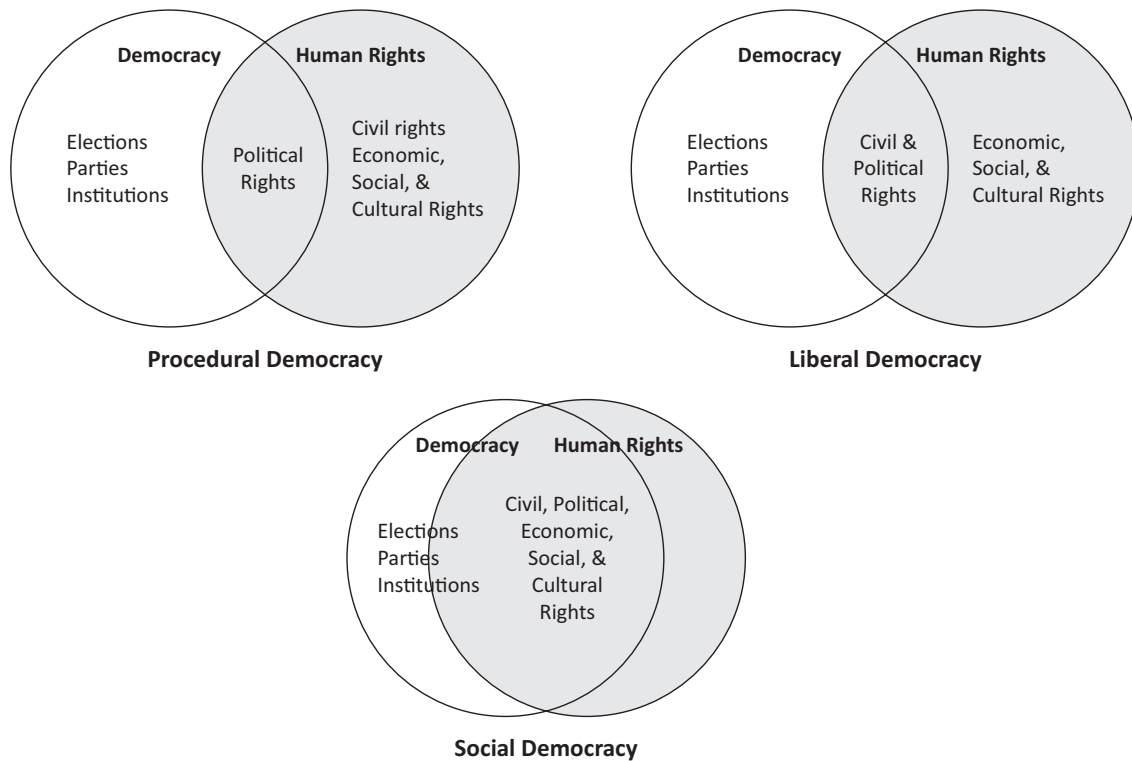 Democracy
Human Rights
Elections
Parties
Institutions
Political
Rights
Civil rights
Economic,
Social, &
Cultural Rights
Procedural Democracy
Democracy
Human Rights
Elections
Parties
Institutions
Civil &
Political
Rights
Economic,
Social, &
Cultural Rights
Liberal Democracy
Democracy
Human Rights
Elections
Parties
Institutions
Civil, Political,
Economic,
Social, &
Cultural
Rights
Social Democracy